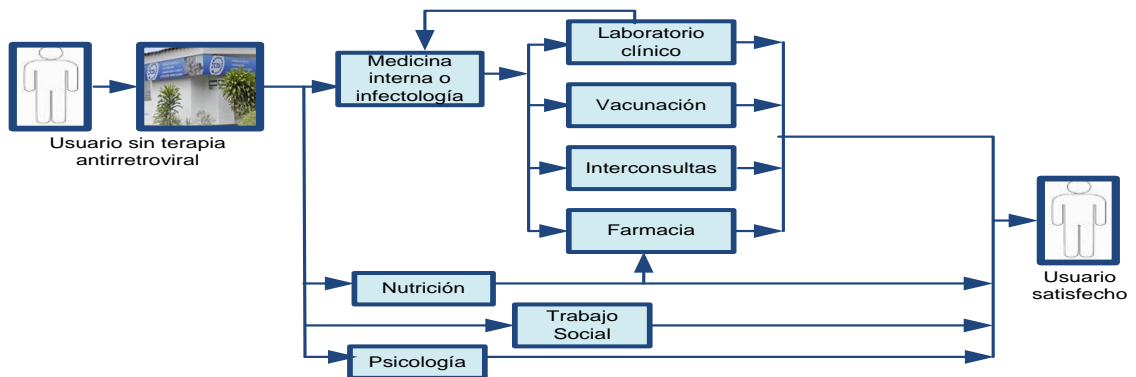 Usuario sin terapia
antirretroviral
Medicina
interna o
infectología
Laboratorio
clínico
Vacunación
Interconsultas
Farmacia
Nutrición
Trabajo
Social
Psicología
Usuario
satisfecho